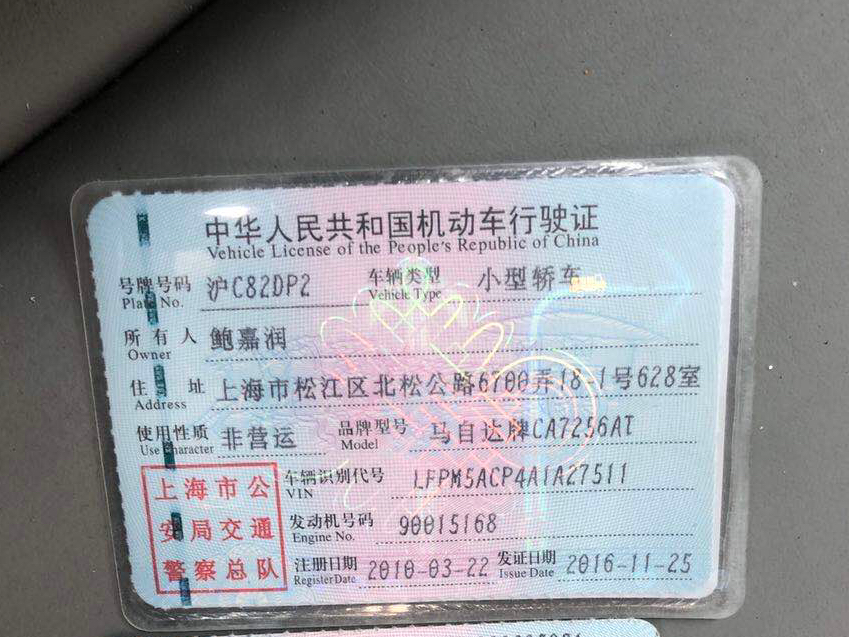 中华人民共和国机动车行驶证
Vehicle License of the People's Republic of China
号牌号码 沪C82DP2 车辆类型 小型轿车
Plate No. Vehicle Type
所有人 鲍嘉润
Owner
住址 上海市松江区北松公路6700弄18-1号628室
Address
使用性质 非营运 品牌型号 马自达牌CA7256AT
Use Character Model
上海市公 车辆识别代号 LFPM5ACP4A1A27511
VIN
安局交通 发动机号码 90015168
Engine No.
警察总队 注册日期 2010-03-22 发证日期 2016-11-25
Register Date Issue Date